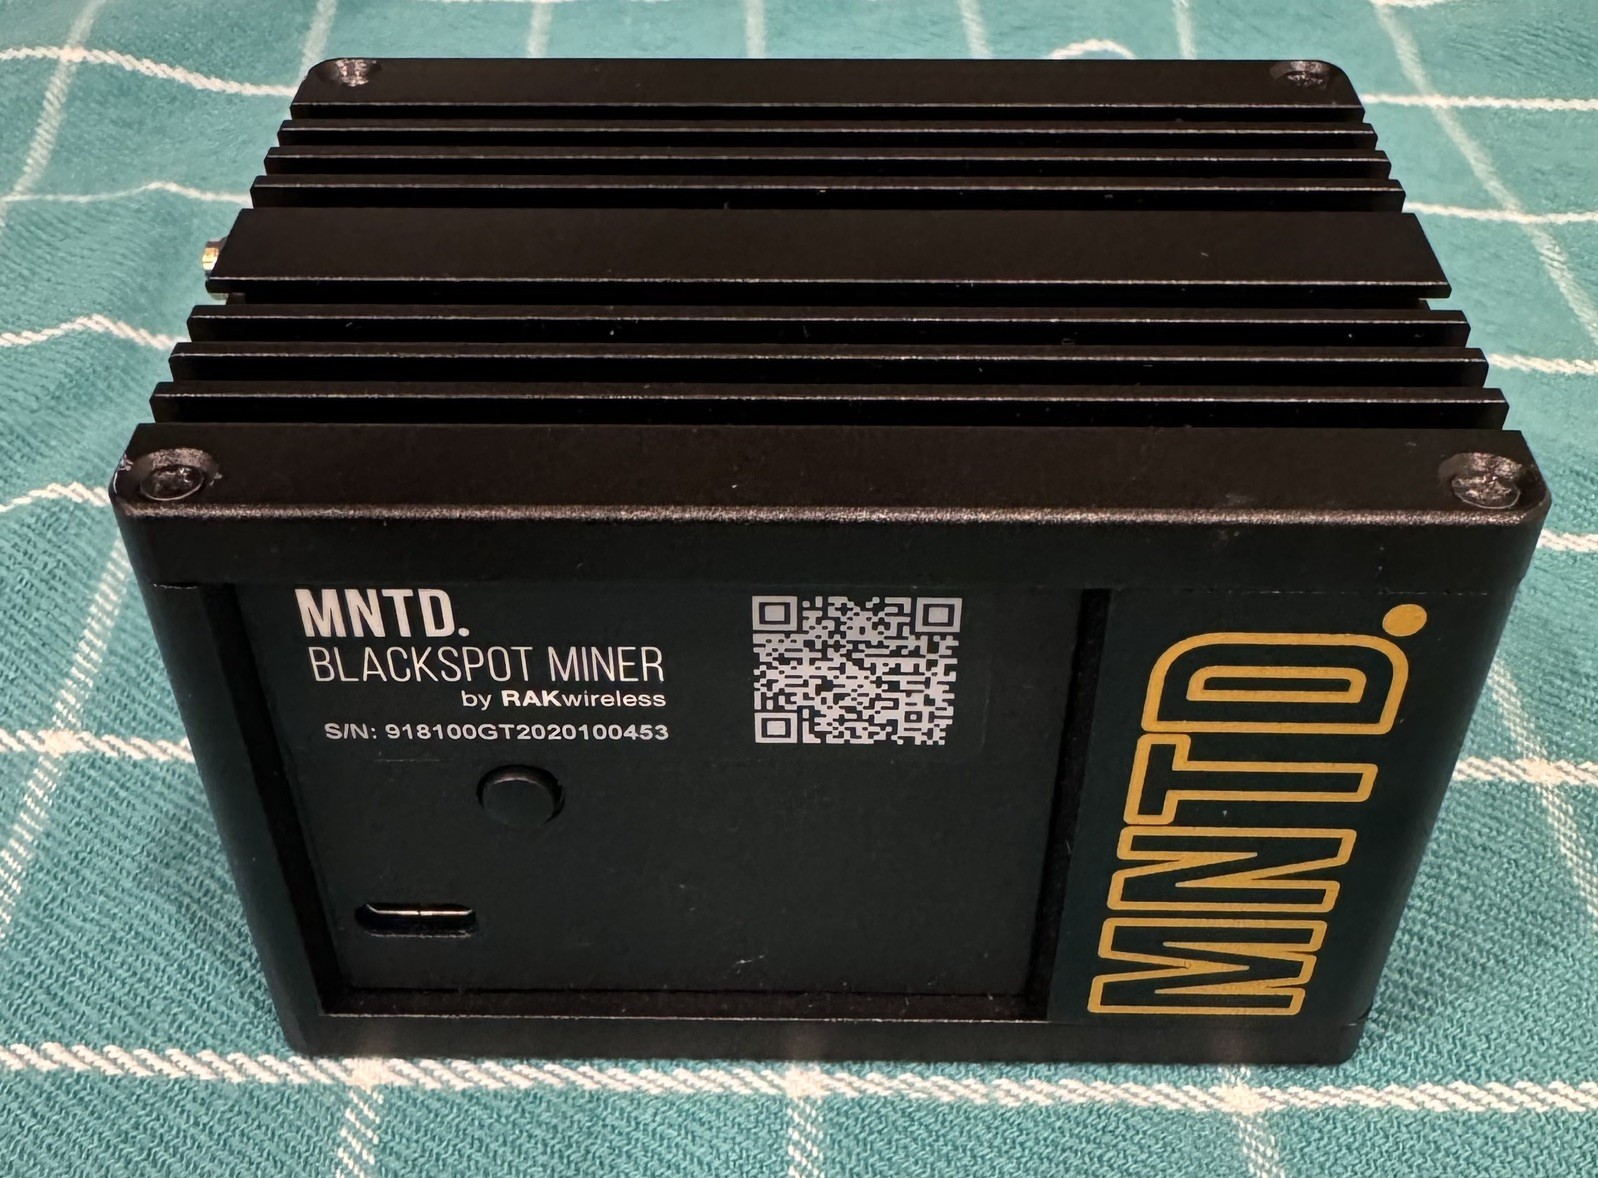 MNTD.
BLACKSPOT MINER
by RAKwireless
S/N: 918100GT2020100453
MNTD.